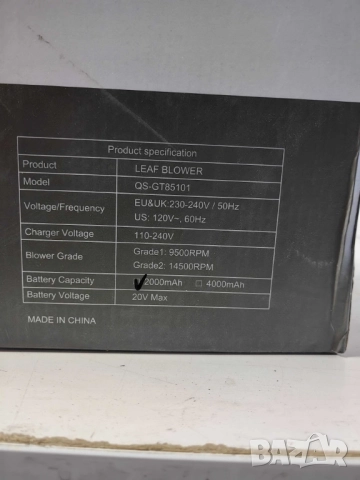 Product specification
Product LEAF BLOWER
Model QS-GT85101
Voltage/Frequency EU&UK:230-240V / 50Hz
US: 120V~, 60Hz
Charger Voltage 110-240V
Blower Grade Grade1: 9500RPM
Grade2: 14500RPM
Battery Capacity ✓2000mAh □ 4000mAh
Battery Voltage 20V Max
MADE IN CHINA
BAZAR.bg